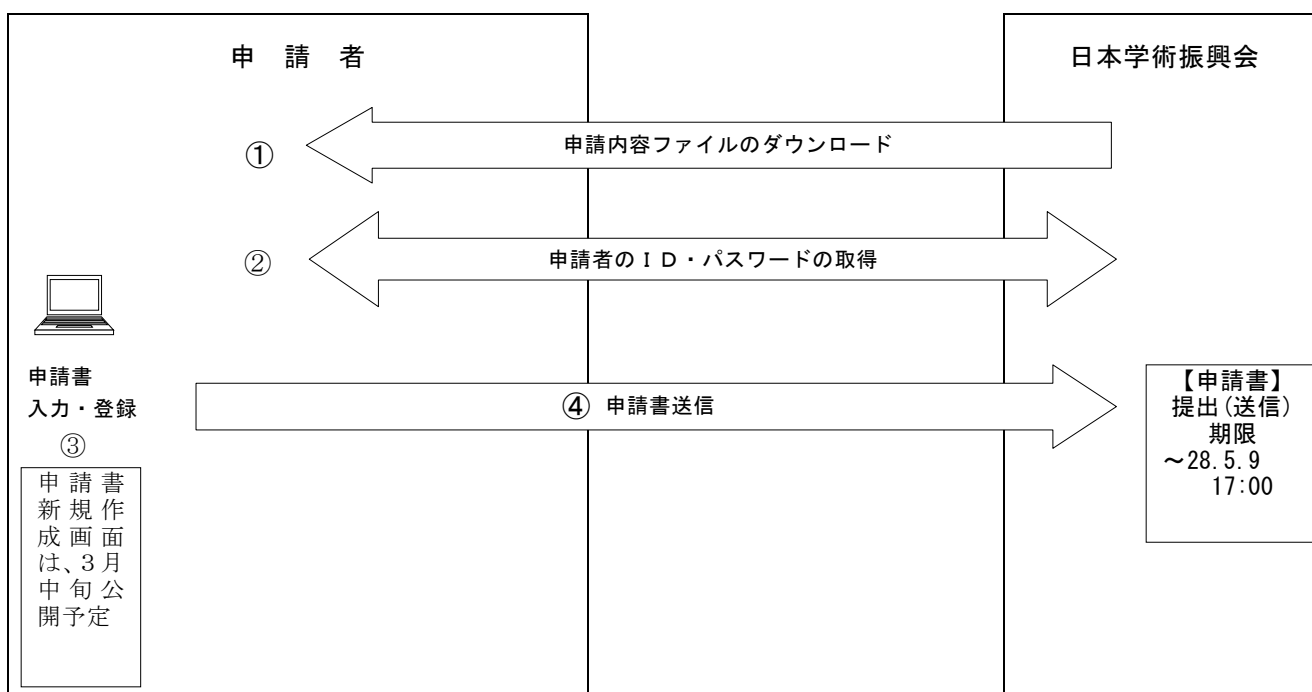 申 請 者
日本学術振興会
①
申請内容ファイルのダウンロード
②
申請者のＩＤ・パスワードの取得
申請書
入力・登録
③
④ 申請書送信
【申請書】
提出(送信)
期限
～28.5.9
17:00
申請書
新規作
成画面
は、3月
中旬公
開予定